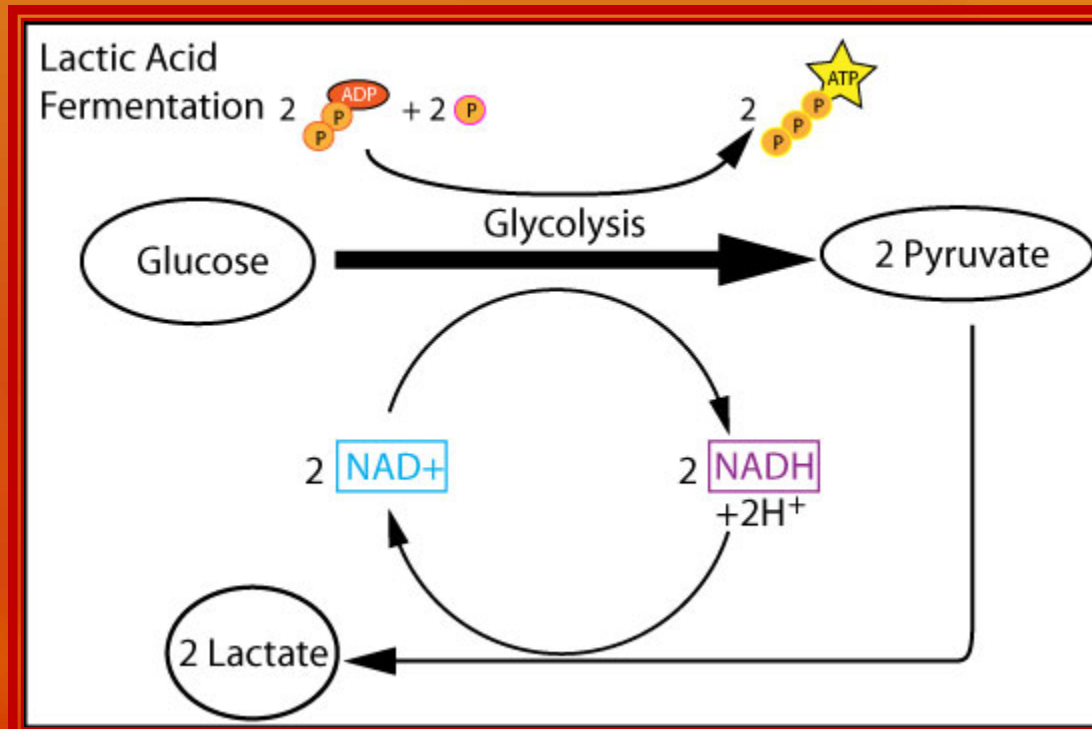 Lactic Acid
Fermentation
2 ADP P P + 2 P
2 ATP P P P
Glycolysis
Glucose
2 Pyruvate
2 NAD+
2 NADH
+2H⁺
2 Lactate